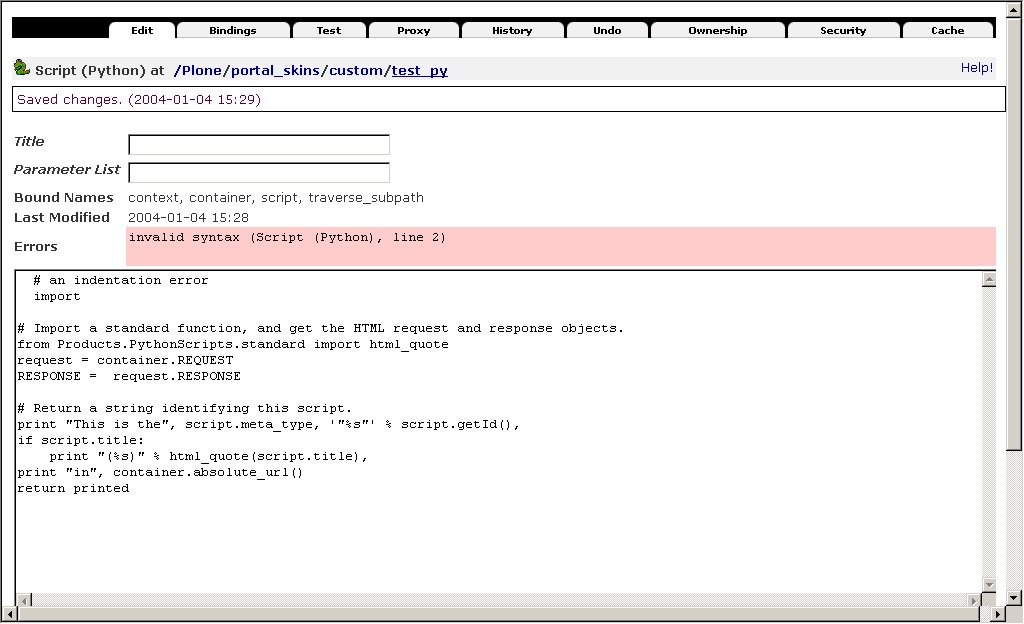 Edit Bindings Test Proxy History Undo Ownership Security Cache
Script (Python) at /Plone/portal_skins/custom/test_py Help!
Saved changes. (2004-01-04 15:29)
Title
Parameter List
Bound Names context, container, script, traverse_subpath
Last Modified 2004-01-04 15:28
Errors invalid syntax (Script (Python), line 2)
  # an indentation error
  import
# Import a standard function, and get the HTML request and response objects.
from Products.PythonScripts.standard import html_quote
request = container.REQUEST
RESPONSE =  request.RESPONSE
# Return a string identifying this script.
print "This is the", script.meta_type, '"%s"' % script.getId(),
if script.title:
    print "(%s)" % html_quote(script.title),
print "in", container.absolute_url()
return printed